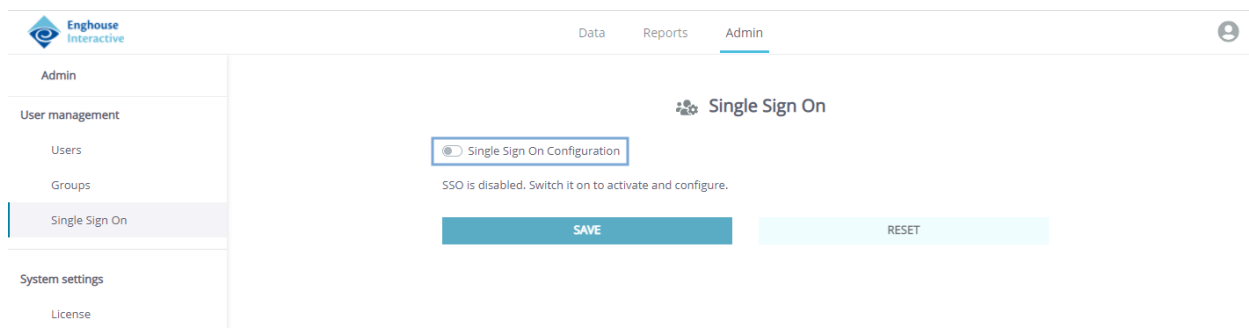 Enghouse
Interactive
Data Reports Admin
Admin
User management
Users
Groups
Single Sign On
System settings
License
Single Sign On
Single Sign On Configuration
SSO is disabled. Switch it on to activate and configure.
SAVE RESET